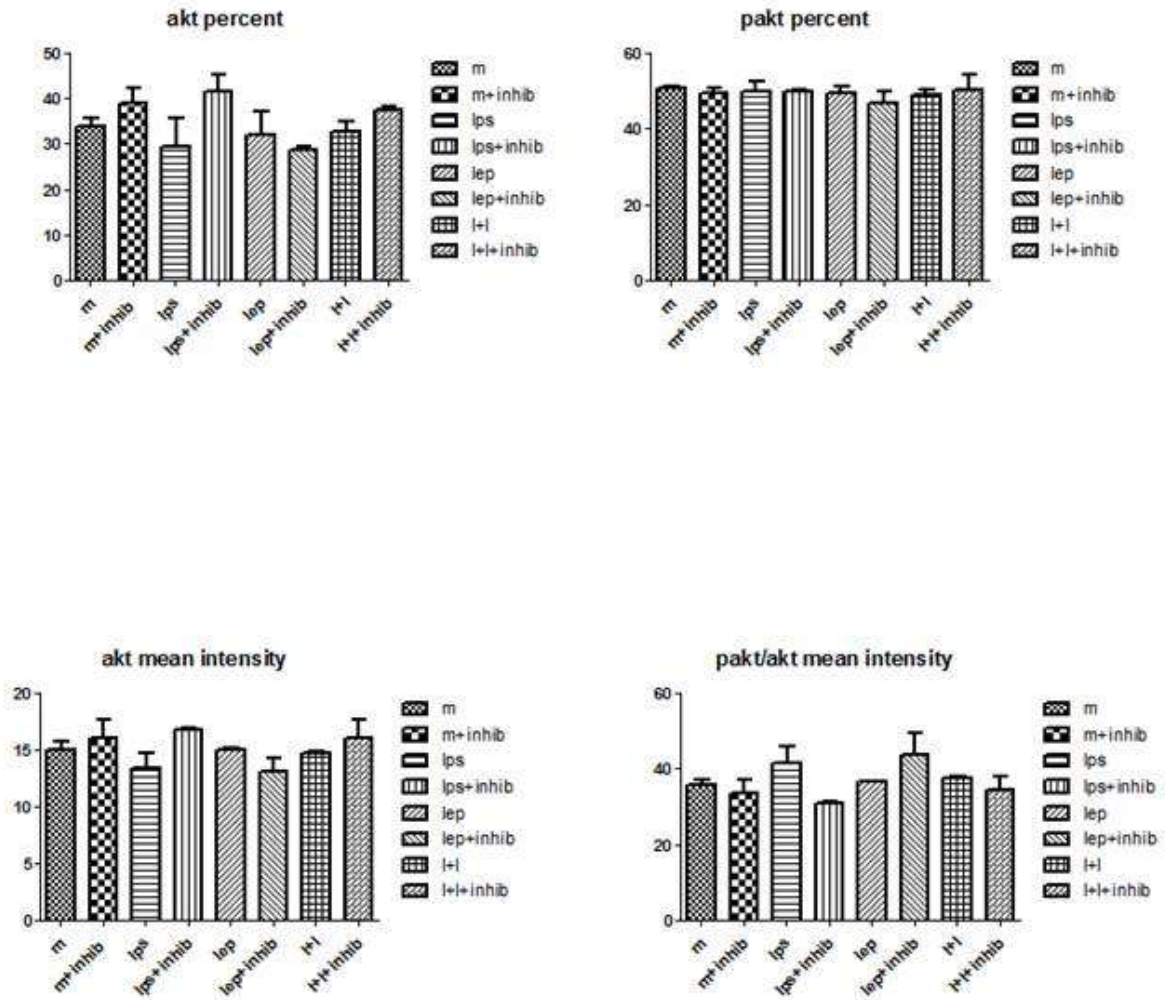 akt percent
50
40
30
20
10
0
m
m+inhib
lps
lps+inhib
lep
lep+inhib
l+l
l+l+inhib
m
m+inhib
lps
lps+inhib
lep
lep+inhib
l+l
l+l+inhib
pakt percent
60
40
20
0
m
m+inhib
lps
lps+inhib
lep
lep+inhib
l+l
l+l+inhib
m
m+inhib
lps
lps+inhib
lep
lep+inhib
l+l
l+l+inhib
akt mean intensity
20
15
10
5
0
m
m+inhib
lps
lps+inhib
lep
lep+inhib
l+l
l+l+inhib
m
m+inhib
lps
lps+inhib
lep
lep+inhib
l+l
l+l+inhib
pakt/akt mean intensity
60
40
20
0
m
m+inhib
lps
lps+inhib
lep
lep+inhib
l+l
l+l+inhib
m
m+inhib
lps
lps+inhib
lep
lep+inhib
l+l
l+l+inhib